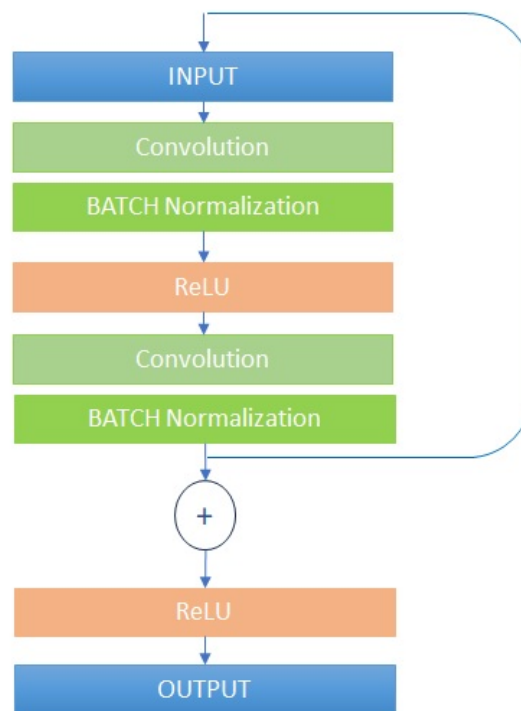 INPUT
Convolution
BATCH Normalization
ReLU
Convolution
BATCH Normalization
+
ReLU
OUTPUT